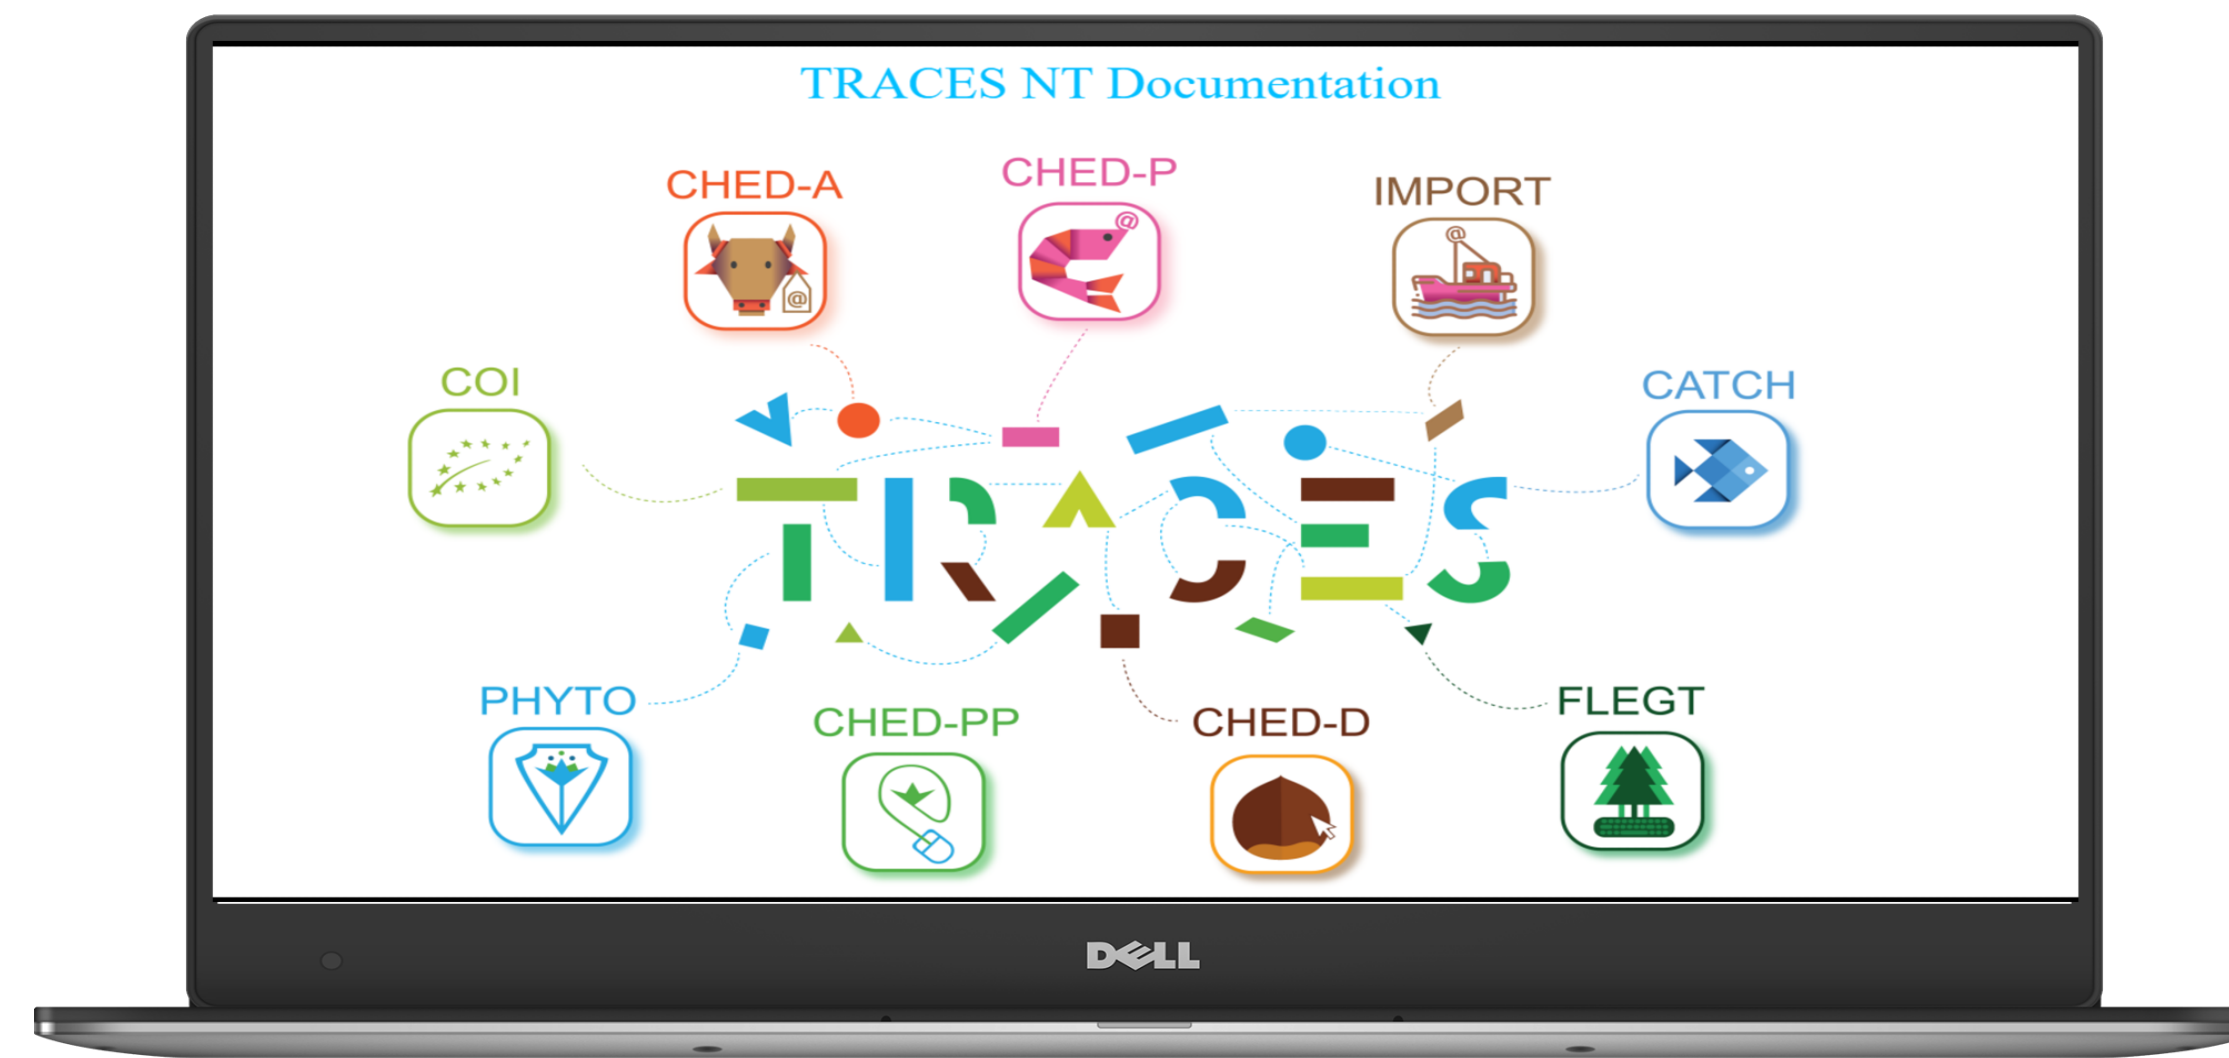 TRACES NT Documentation
CHED-A
CHED-P
IMPORT
@
@
@
COI
CATCH
TRACES
PHYTO
CHED-PP
CHED-D
FLEGT
DELL